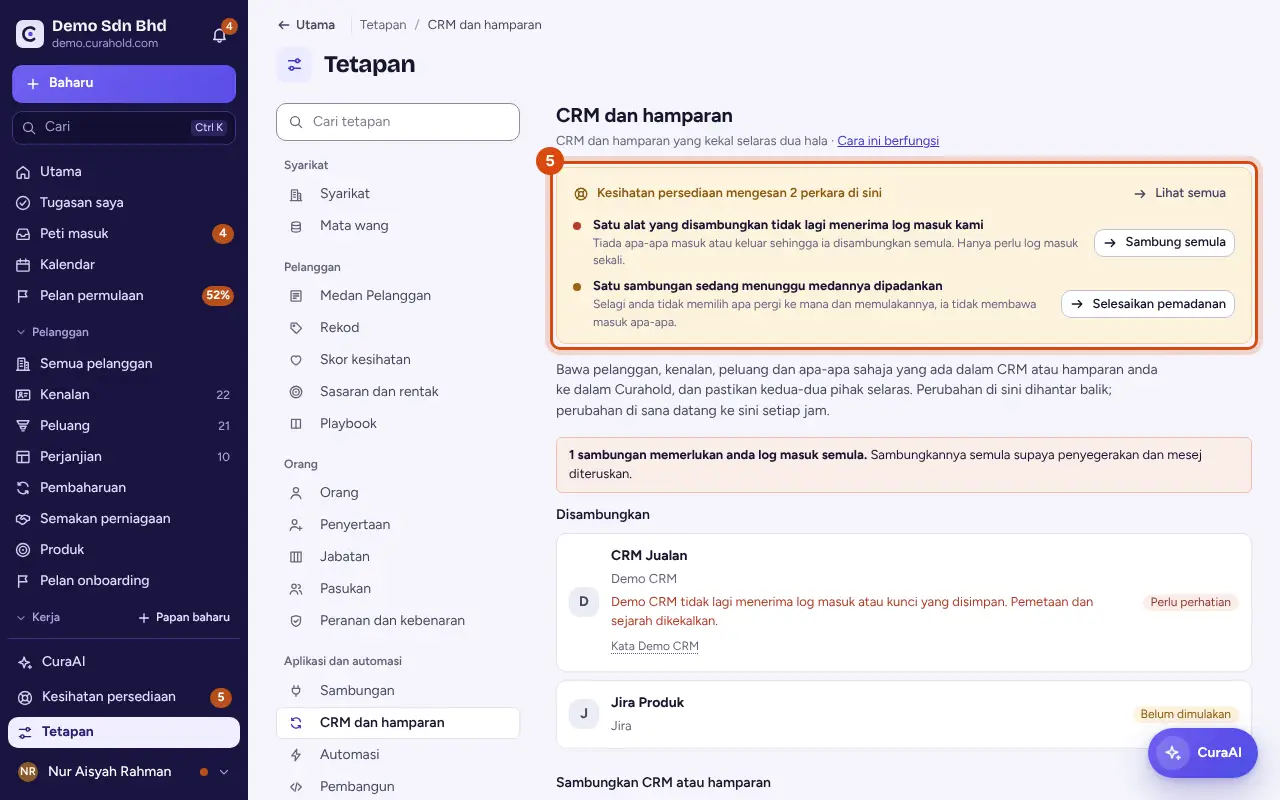 Demo Sdn Bhd
demo.curahold.com
4
Baharu
Cari
Ctrl K
Utama
Tugasan saya
Peti masuk
4
Kalendar
Pelan permulaan
52%
Pelanggan
Semua pelanggan
Kenalan
22
Peluang
21
Perjanjian
10
Pembaharuan
Semakan perniagaan
Produk
Pelan onboarding
Kerja
Papan baharu
CuraAI
Kesihatan persediaan
5
Tetapan
NR
Nur Aisyah Rahman
Utama
Tetapan / CRM dan hamparan
Tetapan
Cari tetapan
Syarikat
Syarikat
Mata wang
Pelanggan
Medan Pelanggan
Rekod
Skor kesihatan
Sasaran dan rentak
Playbook
Orang
Orang
Penyertaan
Jabatan
Pasukan
Peranan dan kebenaran
Aplikasi dan automasi
Sambungan
CRM dan hamparan
Automasi
Pembangun
CRM dan hamparan
CRM dan hamparan yang kekal selaras dua hala · Cara ini berfungsi
5
Kesihatan persediaan mengesan 2 perkara di sini
Lihat semua
Satu alat yang disambungkan tidak lagi menerima log masuk kami
Tiada apa-apa masuk atau keluar sehingga ia disambungkan semula. Hanya perlu log masuk
sekali.
Sambung semula
Satu sambungan sedang menunggu medannya dipadankan
Selagi anda tidak memilih apa pergi ke mana dan memulakannya, ia tidak membawa
masuk apa-apa.
Selesaikan pemadanan
Bawa pelanggan, kenalan, peluang dan apa-apa sahaja yang ada dalam CRM atau hamparan anda
ke dalam Curahold, dan pastikan kedua-dua pihak selaras. Perubahan di sini dihantar balik;
perubahan di sana datang ke sini setiap jam.
1 sambungan memerlukan anda log masuk semula. Sambungkannya semula supaya penyegerakan dan mesej
diteruskan.
Disambungkan
CRM Jualan
Demo CRM
D
Demo CRM tidak lagi menerima log masuk atau kunci yang disimpan. Pemetaan dan
sejarah dikekalkan.
Perlu perhatian
Kata Demo CRM
J
Jira Produk
Jira
Belum dimulakan
CuraAI
Sambungkan CRM atau hamparan